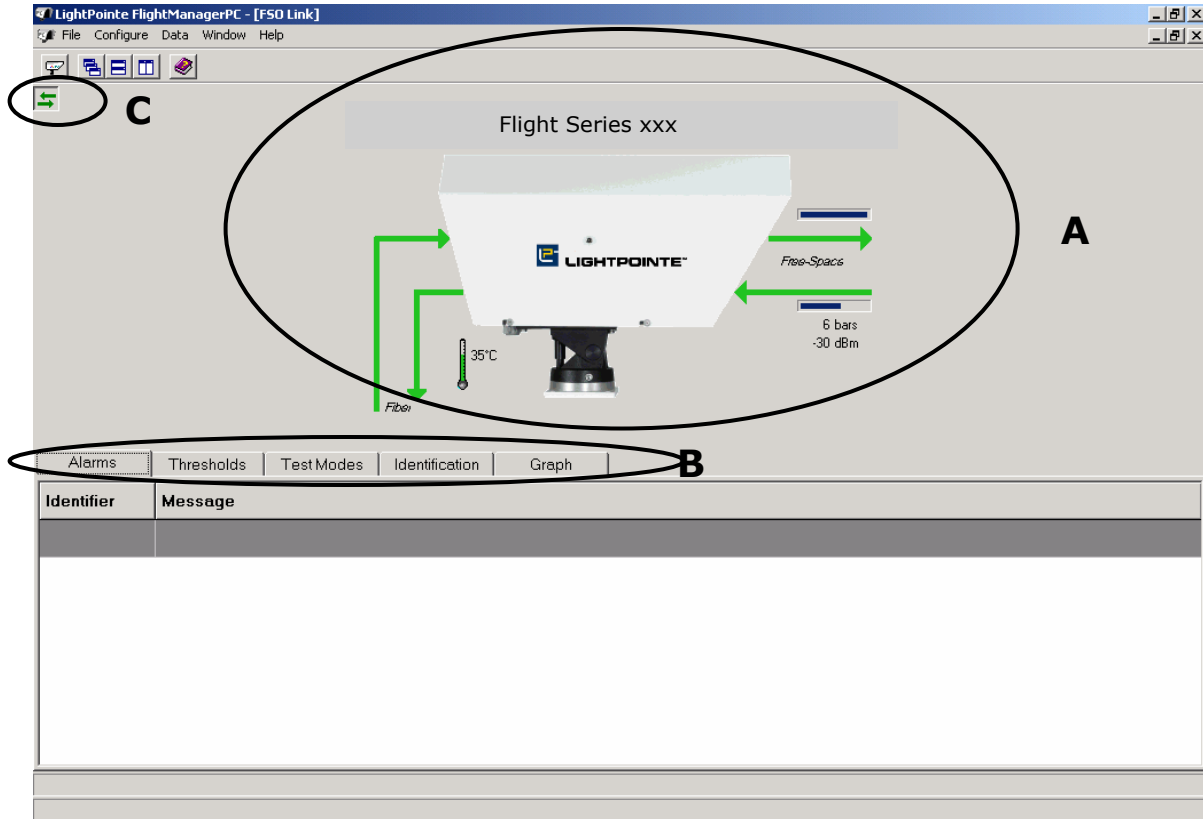 LightPointe FlightManagerPC - [FSO Link]
File Configure Data Window Help
C
Flight Series xxx
A
LIGHTPOINTE™
Free-Space
6 bars
-30 dBm
35°C
Fiber
Alarms Thresholds Test Modes Identification Graph
B
Identifier Message